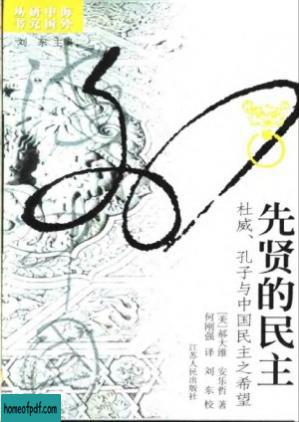 海外中国研究丛书
刘东主编
先贤的民主
杜威、孔子与中国民主之希望
[美]郝大维 安乐哲 著
何刚强 译 刘东 校
江苏人民出版社
homeofpdf.com